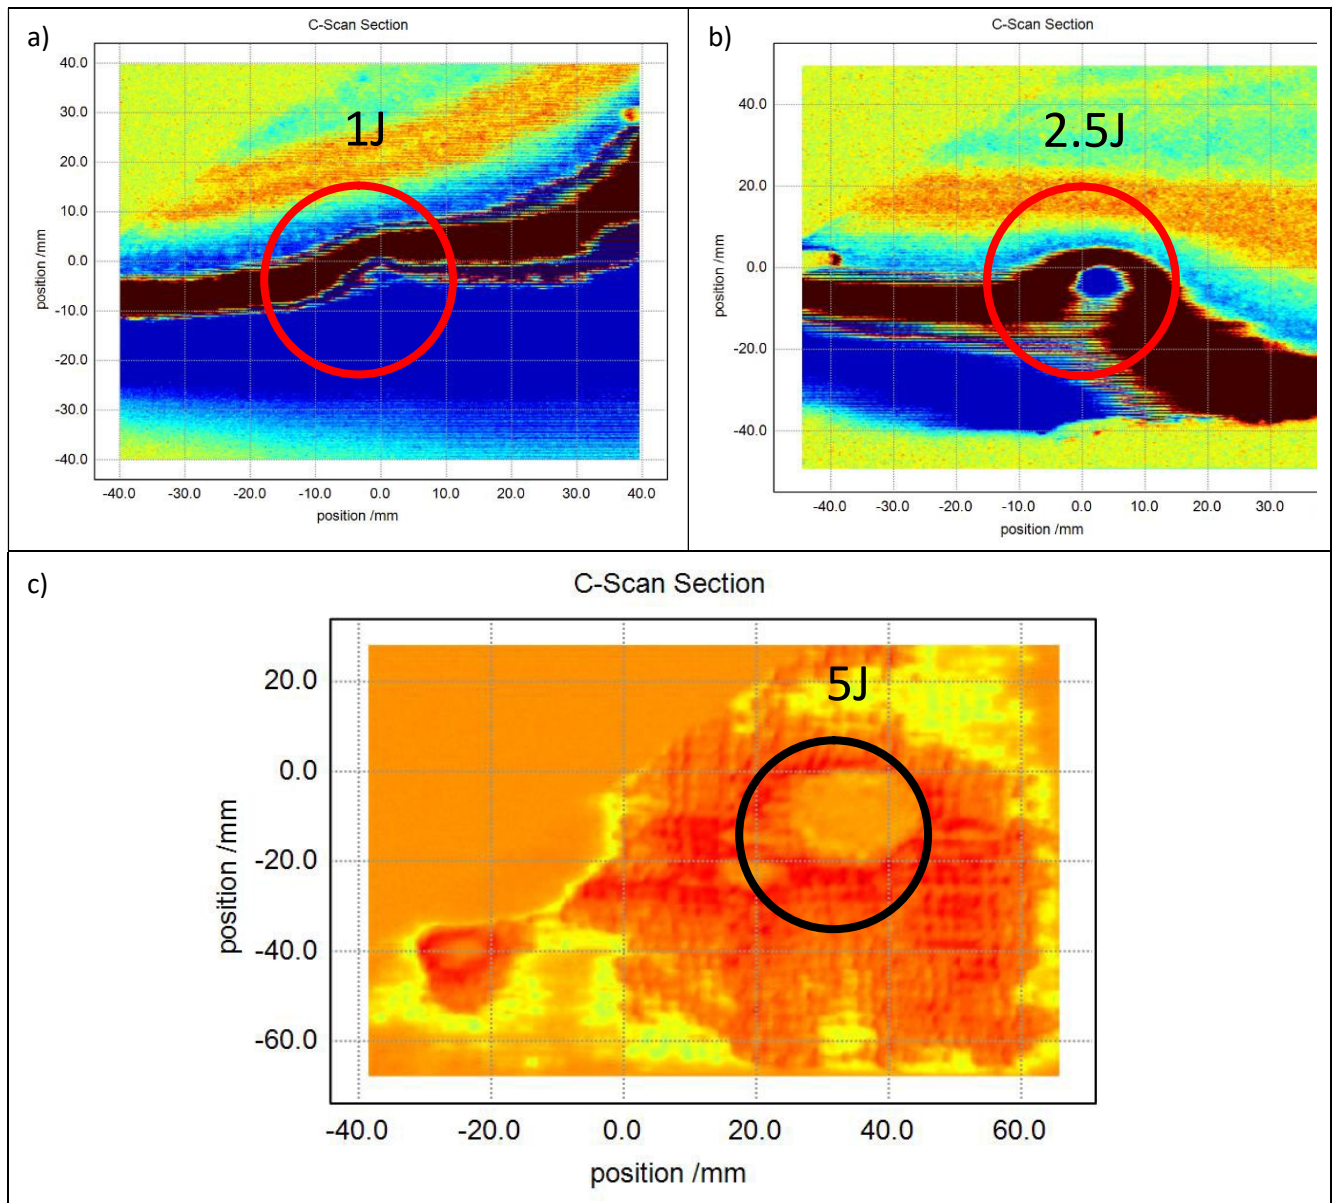 a)
C-Scan Section
1J
40.0
30.0
20.0
10.0
0.0
-10.0
-20.0
-30.0
-40.0
position /mm
-40.0 -30.0 -20.0 -10.0 0.0 10.0 20.0 30.0 40.0
position /mm
b)
C-Scan Section
2.5J
40.0
20.0
0.0
-20.0
-40.0
position /mm
-40.0 -30.0 -20.0 -10.0 0.0 10.0 20.0 30.0
position /mm
c)
C-Scan Section
5J
20.0
0.0
-20.0
-40.0
-60.0
position /mm
-40.0 -20.0 0.0 20.0 40.0 60.0
position /mm